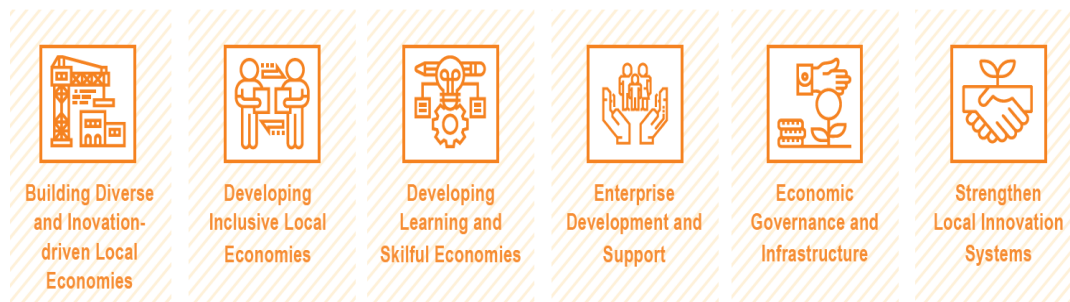 Building Diverse
and Inovation-
driven Local
Economies
Developing
Inclusive Local
Economies
Developing
Learning and
Skilful Economies
Enterprise
Development and
Support
Economic
Governance and
Infrastructure
Strengthen
Local Innovation
Systems